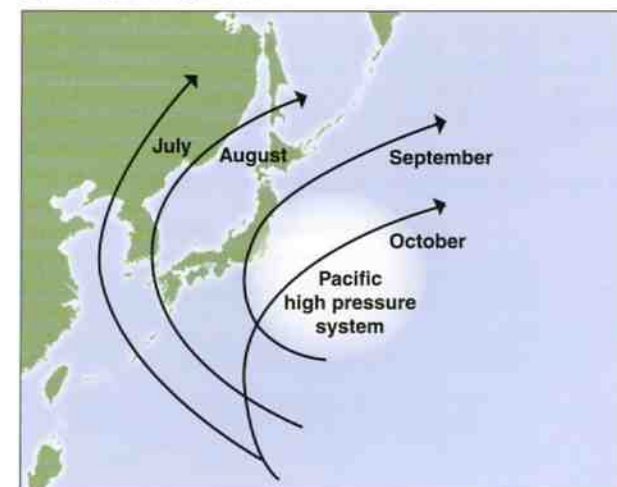 July
August
September
October
Pacific
high pressure
system